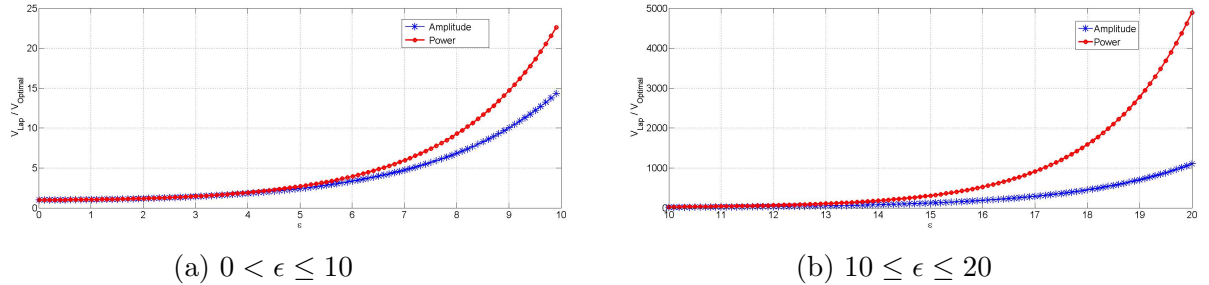 25
20
15
10
5
0
V_Lap / V_Optimal
Amplitude
Power
0 1 2 3 4 5 6 7 8 9 10
ε
(a) 0 < ϵ ≤ 10
5000
4000
3000
2000
1000
0
V_Lap / V_Optimal
Amplitude
Power
10 11 12 13 14 15 16 17 18 19 20
ε
(b) 10 ≤ ϵ ≤ 20